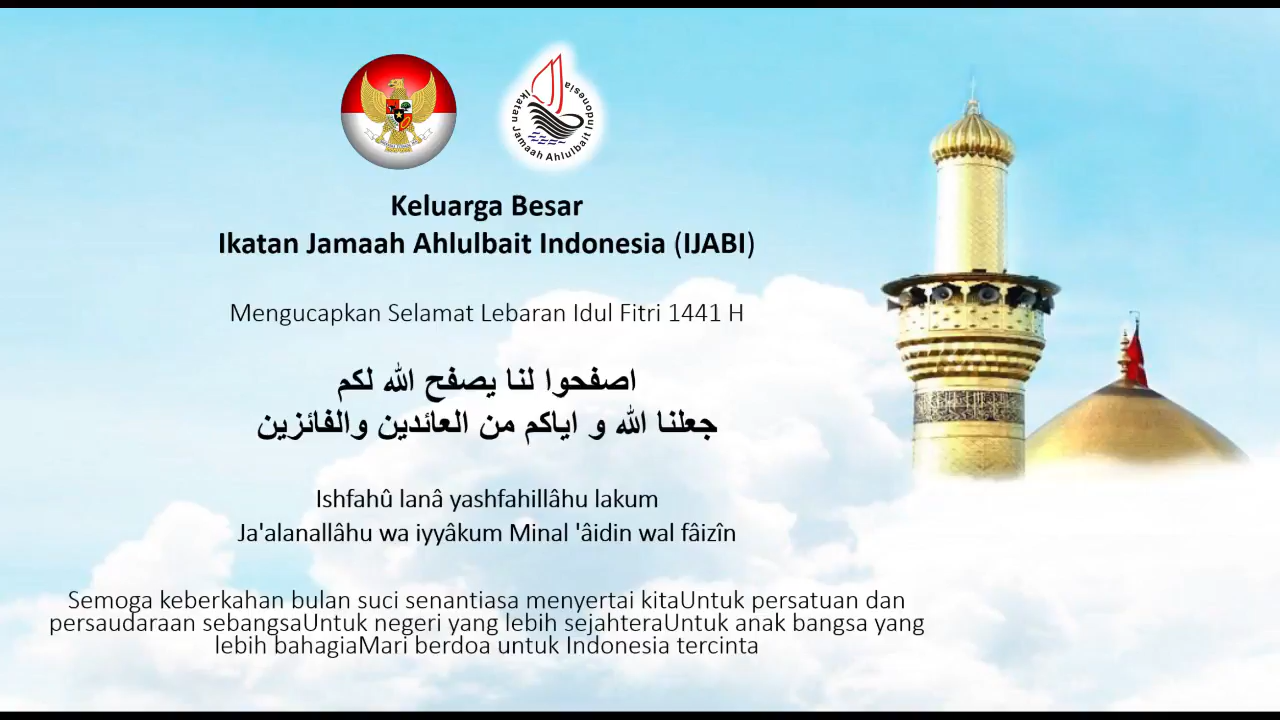 Ikatan Jamaah Ahlulbait Indonesia
Keluarga Besar
Ikatan Jamaah Ahlulbait Indonesia (IJABI)
Mengucapkan Selamat Lebaran Idul Fitri 1441 H
اصفحوا لنا يصفح الله لكم
جعلنا الله و اياكم من العائدين والفائزين
Ishfahû lanâ yashfahillâhu lakum
Ja'alanallâhu wa iyyâkum Minal 'âidin wal fâizîn
Semoga keberkahan bulan suci senantiasa menyertai kitaUntuk persatuan dan
persaudaraan sebangsaUntuk negeri yang lebih sejahteraUntuk anak bangsa yang
lebih bahagiaMari berdoa untuk Indonesia tercinta